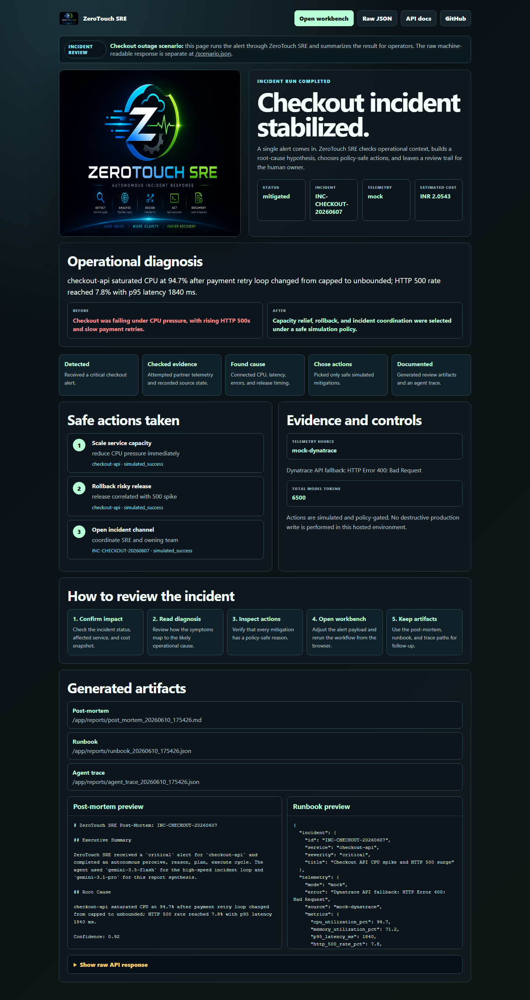 ZeroTouch SRE
Open workbench
Raw JSON
API docs
GitHub
INCIDENT
REVIEW
Checkout outage scenario: this page runs the alert through ZeroTouch SRE and summarizes the result for operators. The raw machine-
readable response is separate at /scenario.json.
ZEROTOUCH SRE
AUTONOMOUS INCIDENT RESPONSE
DETECT
See the signal
ANALYZE
Find the cause
DECIDE
Plan the fix
ACT
Safe execution
DOCUMENT
Learn & improve
LESS NOISE. | MORE CLARITY. | FASTER RECOVERY.
INCIDENT RUN COMPLETED
Checkout incident
stabilized.
A single alert comes in. ZeroTouch SRE checks operational context, builds a
root-cause hypothesis, chooses policy-safe actions, and leaves a review trail for
the human owner.
STATUS
mitigated
INCIDENT
INC-
CHECKOUT-
20260607
TELEMETRY
mock
ESTIMATED COST
INR 2.0543
Operational diagnosis
checkout-api saturated CPU at 94.7% after payment retry loop changed from capped to unbounded; HTTP 500 rate
reached 7.8% with p95 latency 1840 ms.
BEFORE
Checkout was failing under CPU pressure, with rising HTTP 500s
and slow payment retries.
AFTER
Capacity relief, rollback, and incident coordination were selected
under a safe simulation policy.
Detected
Received a critical checkout
alert.
Checked evidence
Attempted partner telemetry
and recorded source state.
Found cause
Connected CPU, latency,
errors, and release timing.
Chose actions
Picked only safe simulated
mitigations.
Documented
Generated review artifacts
and an agent trace.
Safe actions taken
1
Scale service capacity
reduce CPU pressure immediately
checkout-api · simulated_success
2
Rollback risky release
release correlated with 500 spike
checkout-api · simulated_success
3
Open incident channel
coordinate SRE and owning team
INC-CHECKOUT-20260607 · simulated_success
Evidence and controls
TELEMETRY SOURCE
mock-dynatrace
Dynatrace API fallback: HTTP Error 400: Bad Request
TOTAL MODEL TOKENS
6500
Actions are simulated and policy-gated. No destructive production
write is performed in this hosted environment.
How to review the incident
1. Confirm impact
Check the incident status,
affected service, and cost
snapshot.
2. Read diagnosis
Review how the symptoms
map to the likely
operational cause.
3. Inspect actions
Verify that every mitigation
has a policy-safe reason.
4. Open workbench
Adjust the alert payload and
rerun the workflow from the
browser.
5. Keep artifacts
Use the post-mortem,
runbook, and trace paths for
follow-up.
Generated artifacts
Post-mortem
/app/reports/post_mortem_20260610_175426.md
Runbook
/app/reports/runbook_20260610_175426.json
Agent trace
/app/reports/agent_trace_20260610_175426.json
Post-mortem preview
# ZeroTouch SRE Post-Mortem: INC-CHECKOUT-20260607
## Executive Summary
ZeroTouch SRE received a `critical` alert for `checkout-api` and
completed an autonomous perceive, reason, plan, execute cycle. The
agent used `gemini-3.5-flash` for the high-speed incident loop and
`gemini-3.1-pro` for this report synthesis.
## Root Cause
checkout-api saturated CPU at 94.7% after payment retry loop changed
from capped to unbounded; HTTP 500 rate reached 7.8% with p95 latency
1840 ms.
Confidence: 0.92
Runbook preview
{
"incident": {
"id": "INC-CHECKOUT-20260607",
"service": "checkout-api",
"severity": "critical",
"title": "Checkout API CPU spike and HTTP 500 surge"
},
"telemetry": {
"mode": "mock",
"error": "Dynatrace API fallback: HTTP Error 400:
Bad Request",
"source": "mock-dynatrace",
"metrics": {
"cpu_utilization_pct": 94.7,
"memory_utilization_pct": 71.2,
"p95_latency_ms": 1840,
"http_500_rate_pct": 7.8,
Show raw API response